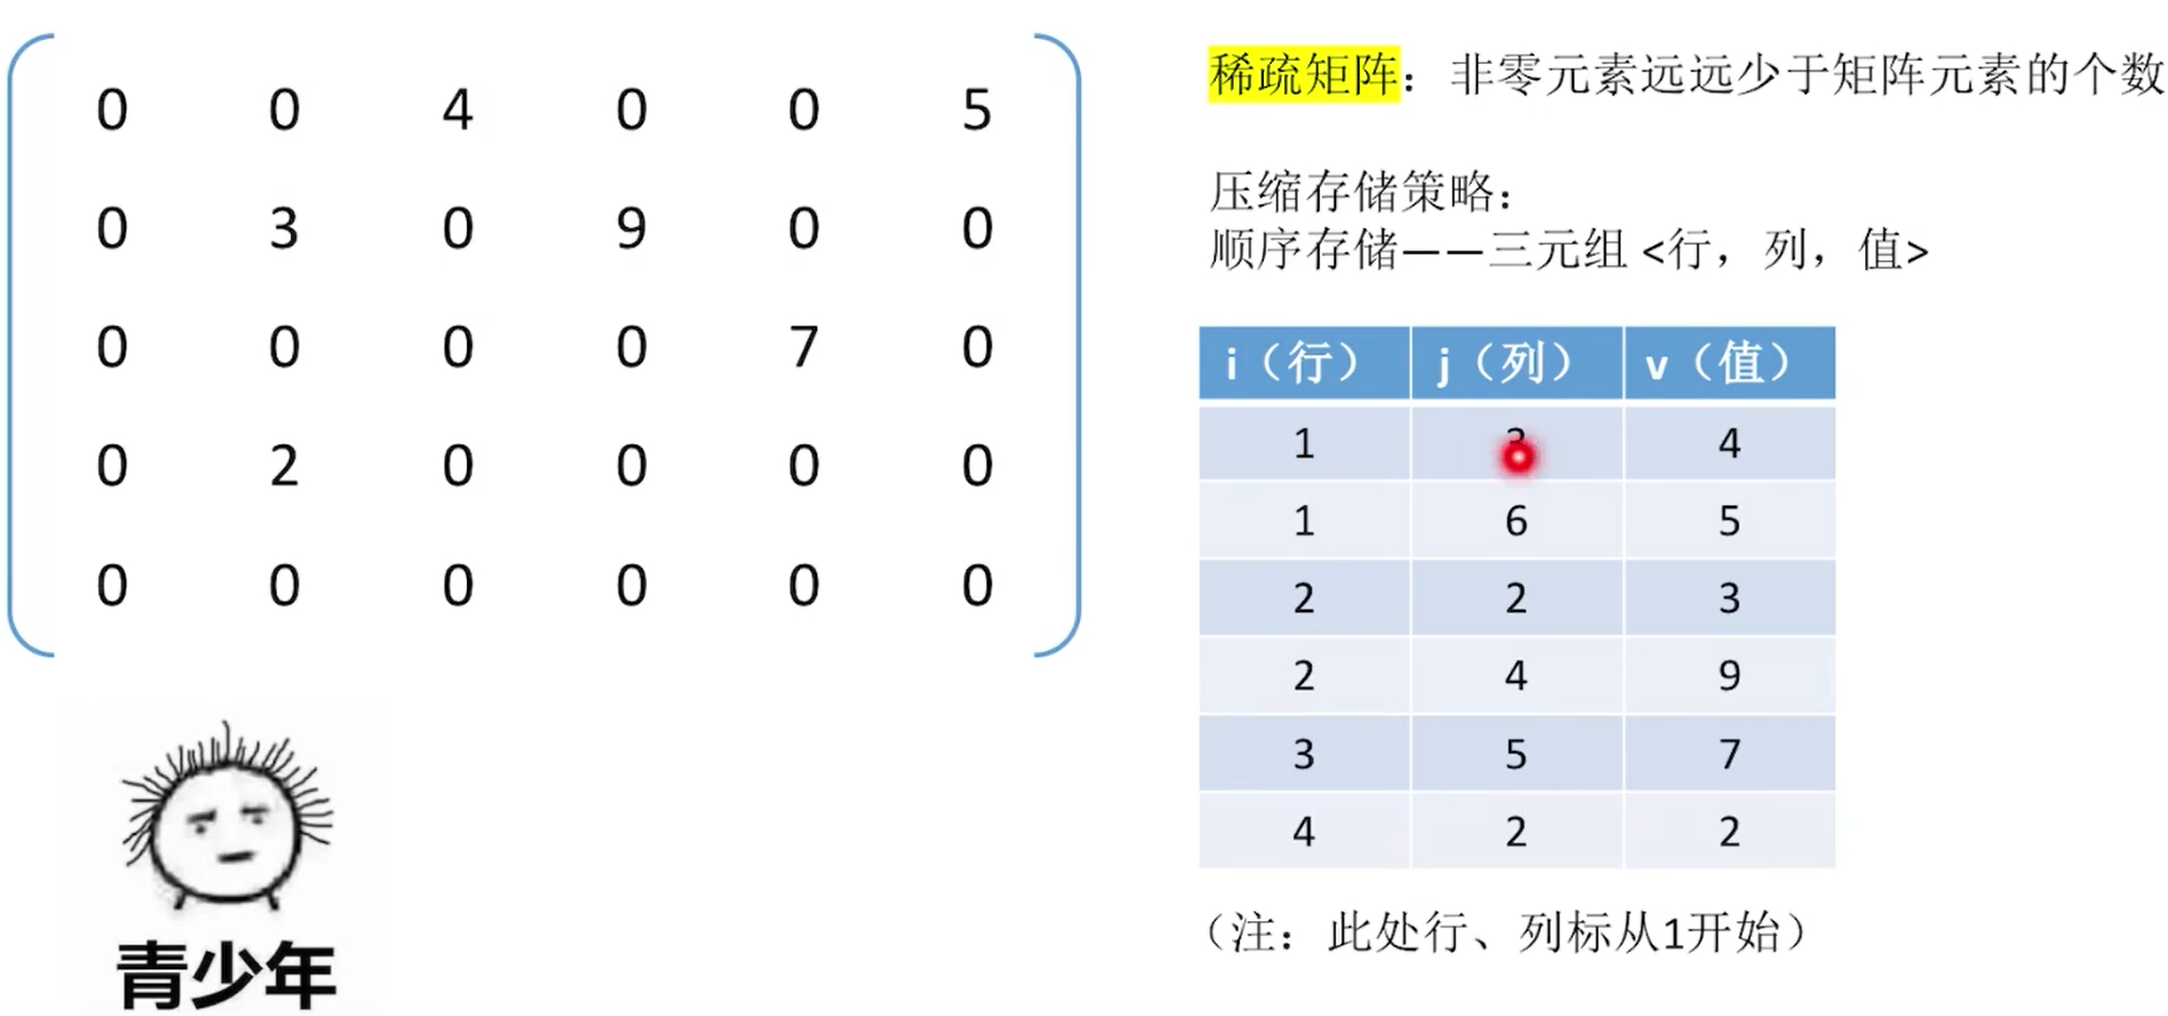 0 0 4 0 0 5
0 3 0 9 0 0
0 0 0 0 7 0
0 2 0 0 0 0
0 0 0 0 0 0
青少年
稀疏矩阵：非零元素远远少于矩阵元素的个数
压缩存储策略：
顺序存储——三元组 <行，列，值>
i（行） j（列） v（值）
1 3 4
1 6 5
2 2 3
2 4 9
3 5 7
4 2 2
（注：此处行、列标从1开始）